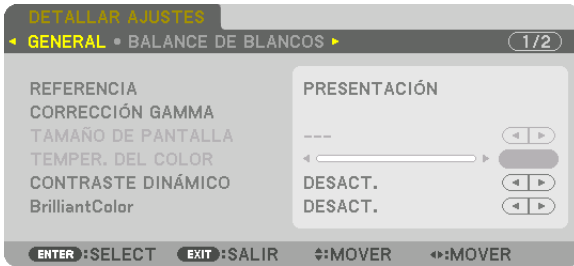 DETALLAR AJUSTES
GENERAL • BALANCE DE BLANCOS 1/2
REFERENCIA PRESENTACIÓN
CORRECCIÓN GAMMA
TAMAÑO DE PANTALLA ---
TEMPER. DEL COLOR
CONTRASTE DINÁMICO DESACT.
BrilliantColor DESACT.
ENTER :SELECT EXIT :SALIR :MOVER :MOVER